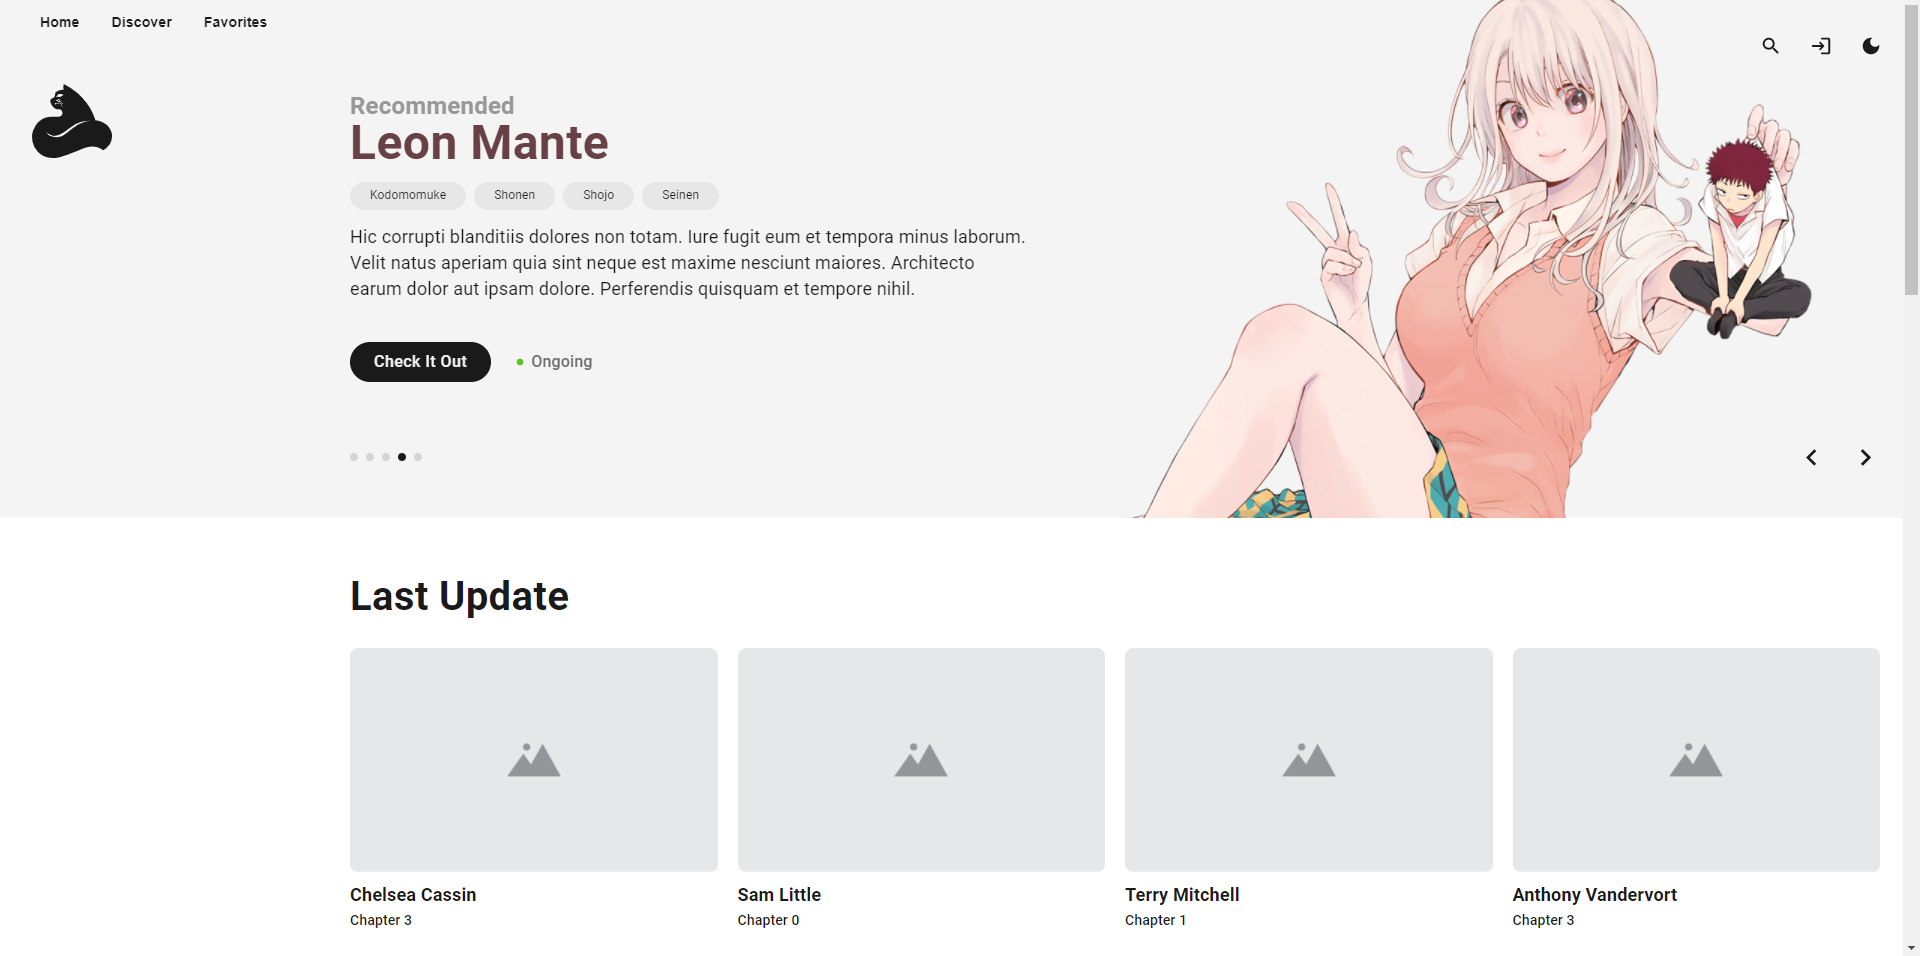 Home Discover Favorites
Recommended
Leon Mante
Kodomomuke Shonen Shojo Seinen
Hic corrupti blanditiis dolores non totam. Iure fugit eum et tempora minus laborum.
Velit natus aperiam quia sint neque est maxime nesciunt maiores. Architecto
earum dolor aut ipsam dolore. Perferendis quisquam et tempore nihil.
Check It Out Ongoing
Last Update
Chelsea Cassin Sam Little Terry Mitchell Anthony Vandervort
Chapter 3 Chapter 0 Chapter 1 Chapter 3